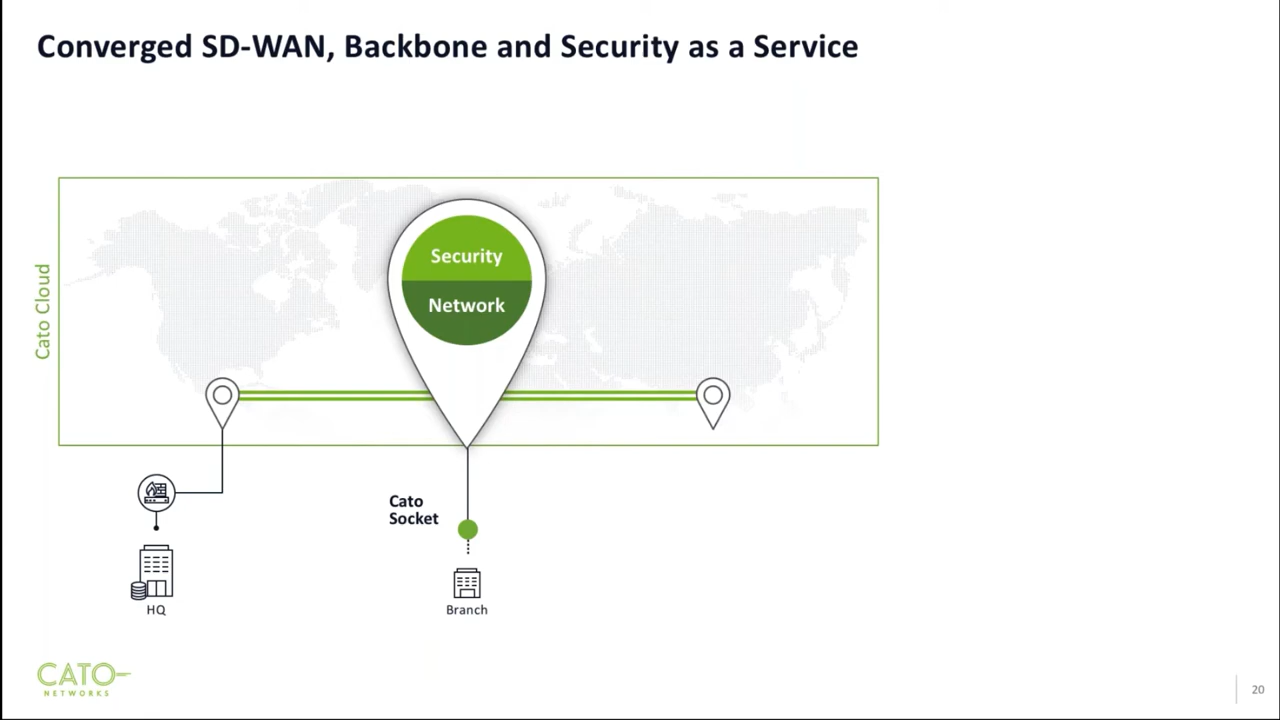 Converged SD-WAN, Backbone and Security as a Service
Cato Cloud
Security
Network
Cato
Socket
HQ
Branch
CATO
NETWORKS
20